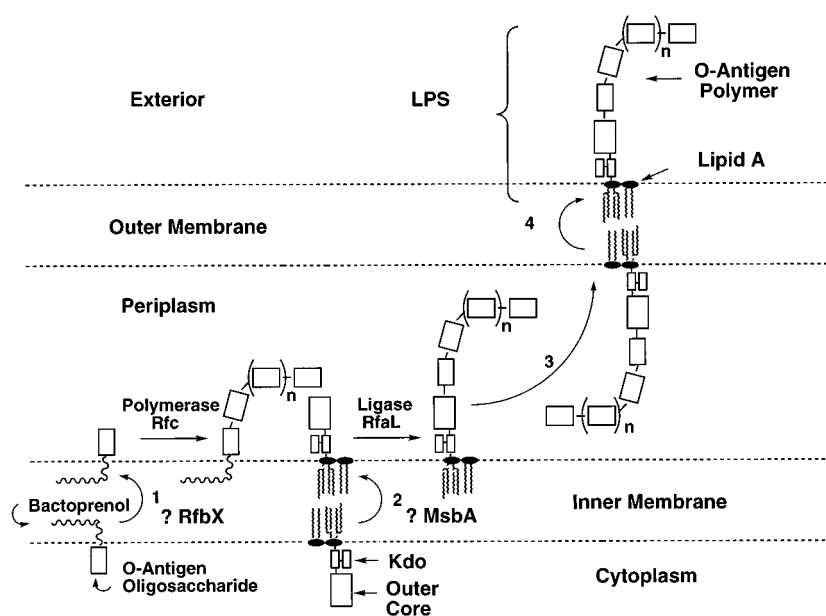 n
O-Antigen
Polymer
Exterior
LPS
Lipid A
4
Outer Membrane
Periplasm
n
3
n
Polymerase
Rfc
Ligase
RfaL
n
Bactoprenol
1
? RfbX
2
? MsbA
Inner Membrane
O-Antigen
Oligosaccharide
Kdo
Outer
Core
Cytoplasm